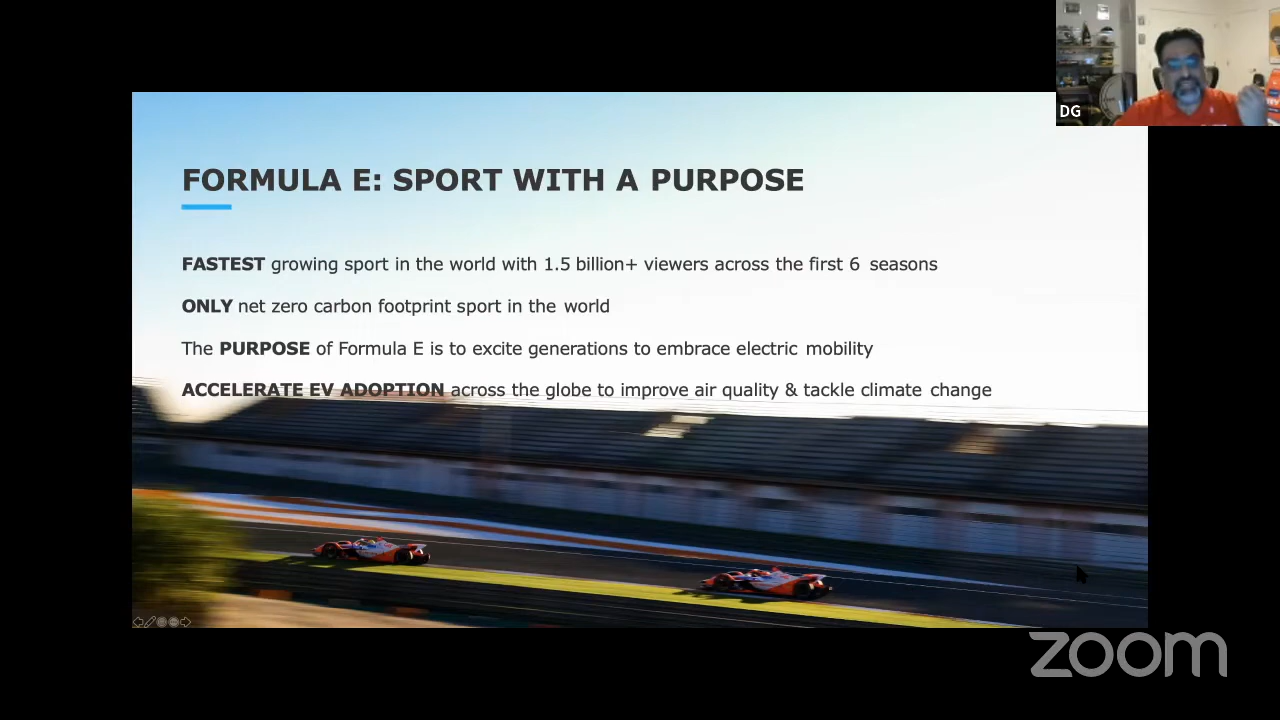 DG
FORMULA E: SPORT WITH A PURPOSE
FASTEST growing sport in the world with 1.5 billion+ viewers across the first 6 seasons
ONLY net zero carbon footprint sport in the world
The PURPOSE of Formula E is to excite generations to embrace electric mobility
ACCELERATE EV ADOPTION across the globe to improve air quality & tackle climate change
zoom